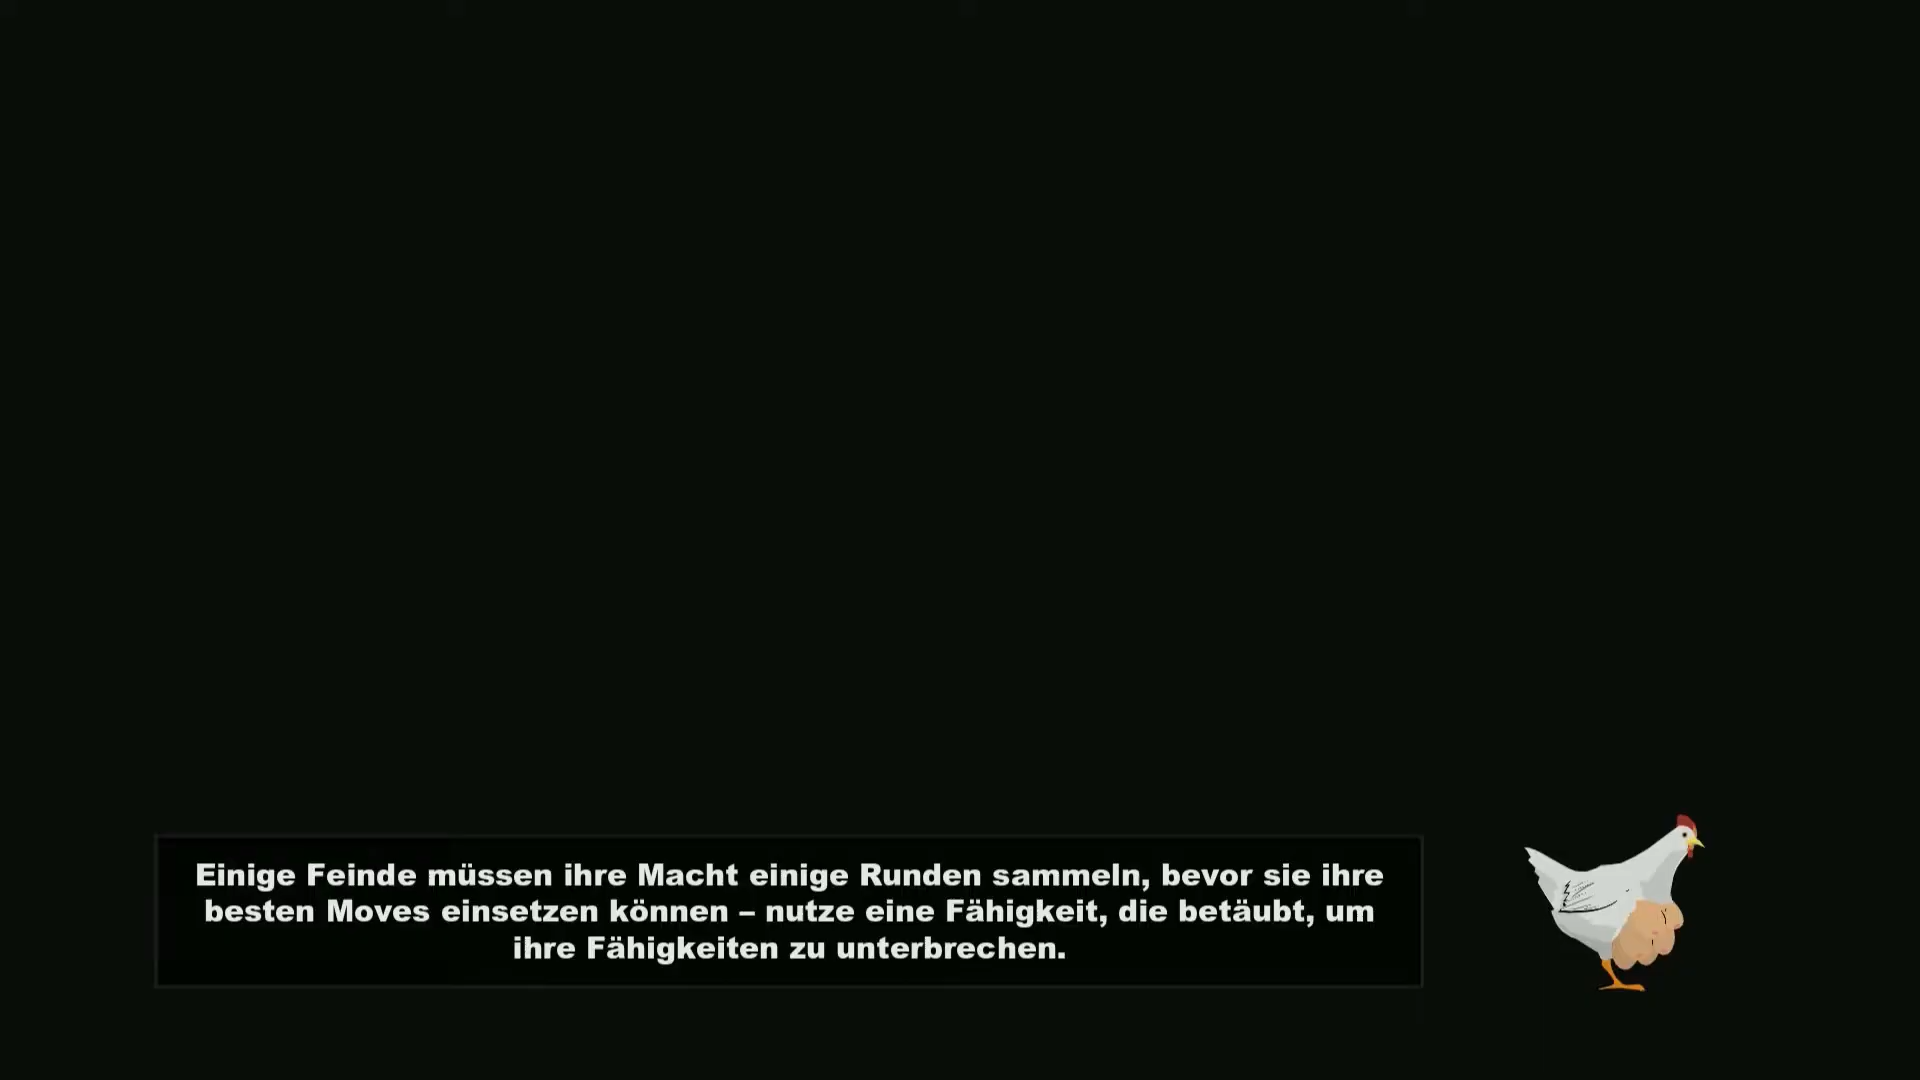 Einige Feinde müssen ihre Macht einige Runden sammeln, bevor sie ihre
besten Moves einsetzen können – nutze eine Fähigkeit, die betäubt, um
ihre Fähigkeiten zu unterbrechen.